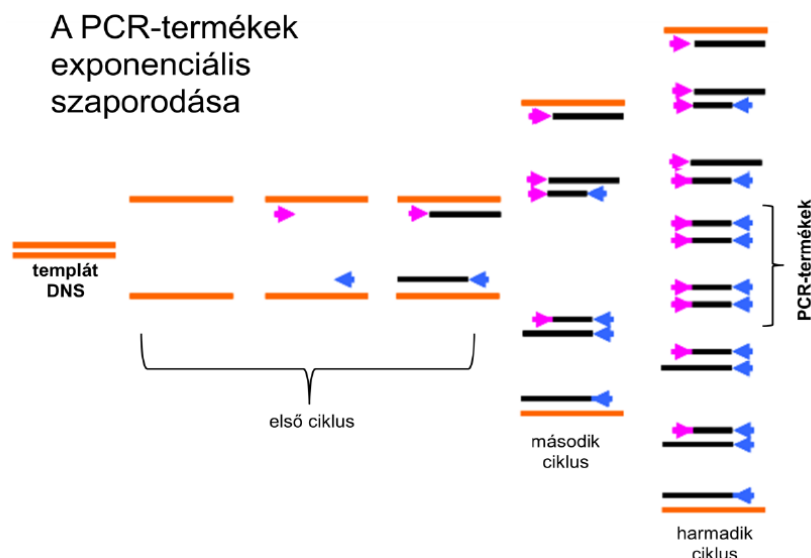 A PCR-termékek
exponenciális
szaporodása
templát
DNS
első ciklus
második
ciklus
PCR-termékek
harmadik
ciklus